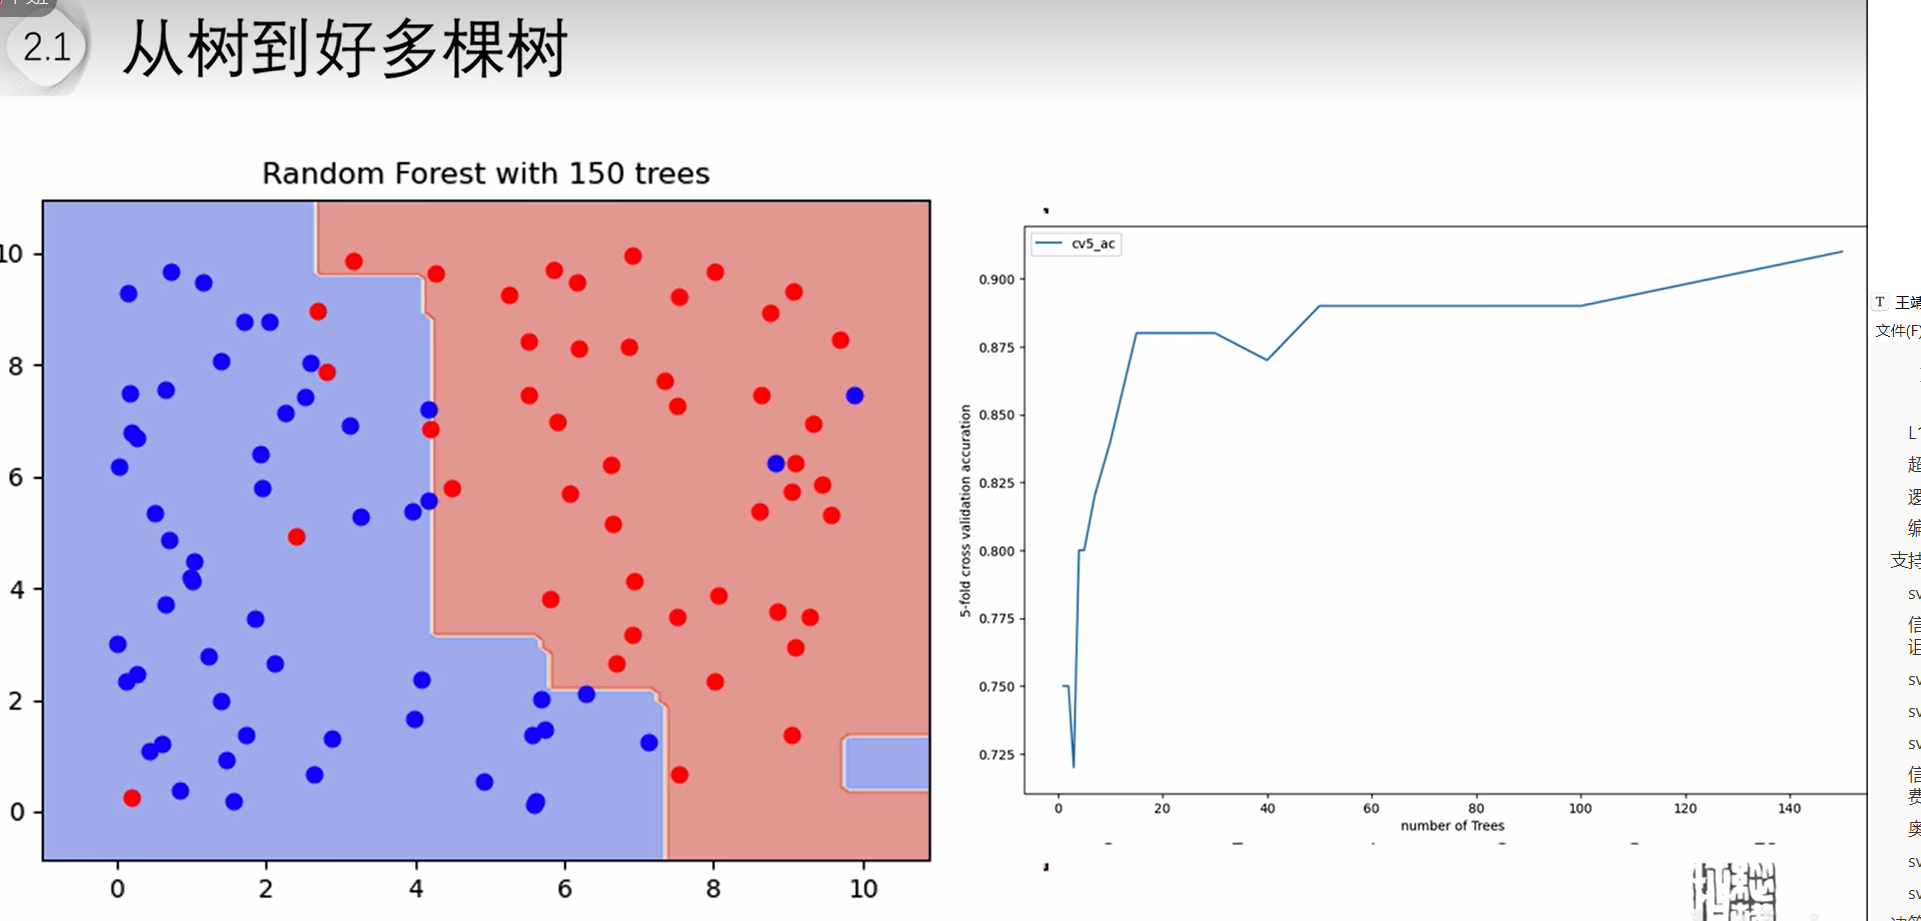 2.1 从树到好多棵树
Random Forest with 150 trees
10
8
6
4
2
0
0 2 4 6 8 10
cv5_ac
5-fold cross validation accuration
0.900
0.875
0.850
0.825
0.800
0.775
0.750
0.725
0 20 40 60 80 100 120 140
number of Trees
T 王靖
文件(F)
超
逻
编
支持
sv
信
诅
sv
sv
sv
信
费
奥
sv
sv